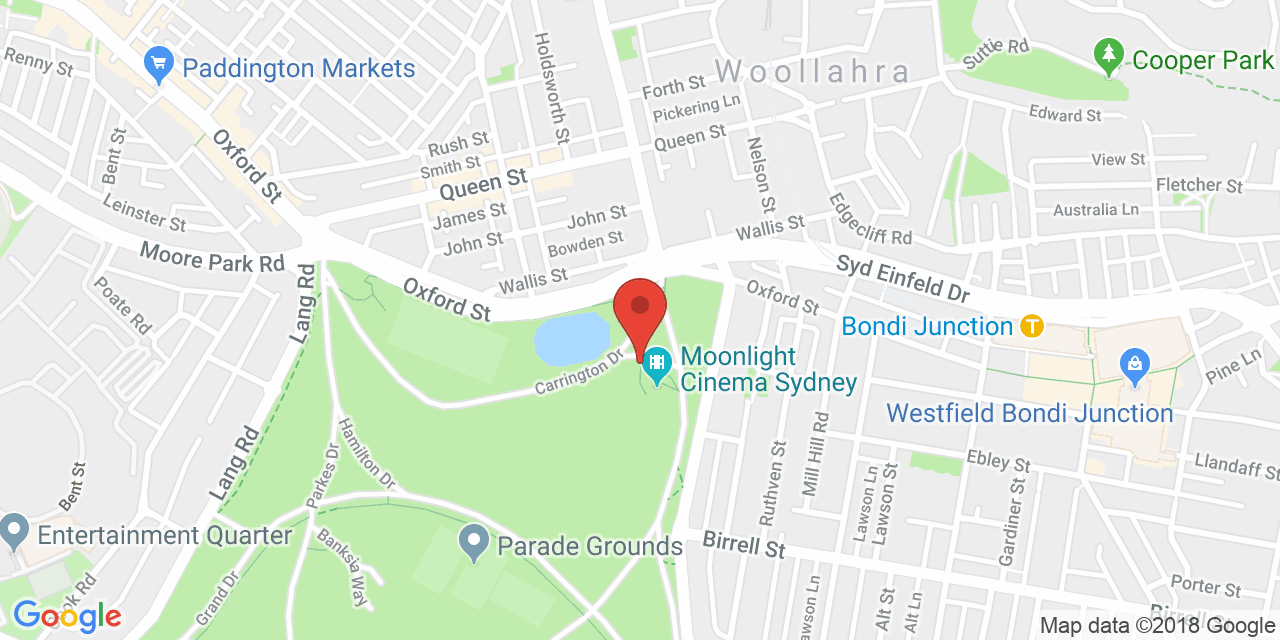 Renny St
Paddington Markets
Holdsworth St
Forth St
Woollahra
Suttie Rd
Cooper Park
Pickering Ln
Edward St
Bent St
Oxford St
Rush St
Smith St
Queen St
Queen St
Nelson St
View St
Fletcher St
Leinster St
James St
John St
John St
Bowden St
Wallis St
Edgecliff Rd
Australia Ln
Moore Park Rd
Lang Rd
Wallis St
Oxford St
Oxford St
Syd Einfeld Dr
Poate Rd
Bondi Junction
T
Carrington Dr
Moonlight
Cinema Sydney
Pine Ln
Westfield Bondi Junction
Lang Rd
Parkes Dr
Hamilton Dr
Ruthven St
Mill Hill Rd
Ebley St
Llandaff St
Bent St
Lawson Ln
Lawson St
Gardiner St
Entertainment Quarter
Banksia Way
Parade Grounds
Birrell St
Grand Dr
ok Rd
Lawson Ln
Alt St
Alt Ln
Porter St
Birrell S
Google
Map data ©2018 Google